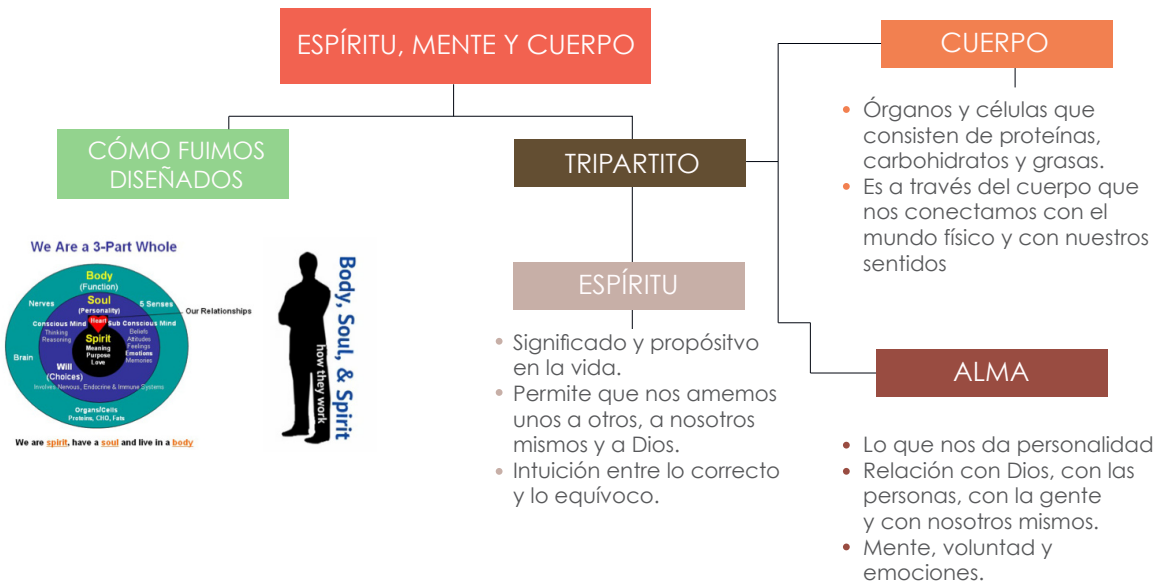 ESPÍRITU, MENTE Y CUERPO
CÓMO FUIMOS
DISEÑADOS
We Are a 3-Part Whole
Body
(Function)
Nerves
Soul
5 Senses
(Personality)
Our Relationships
Conscious Mind
Heart
Sub Conscious Mind
Thinking
Reasoning
Beliefs
Attitudes
Feelings
Emotions
Memories
Spirit
Meaning
Purpose
Love
Brain
Will
(Choices)
Involves Nervous, Endocrine & Immune Systems
Organs/Cells
Proteins, CHO, Fats
We are spirit, have a soul and live in a body
Body, Soul, & Spirit
how they work
TRIPARTITO
ESPÍRITU
• Significado y propósitvo
en la vida.
• Permite que nos amemos
unos a otros, a nosotros
mismos y a Dios.
• Intuición entre lo correcto
y lo equívoco.
CUERPO
• Órganos y células que
consisten de proteínas,
carbohidratos y grasas.
• Es a través del cuerpo que
nos conectamos con el
mundo físico y con nuestros
sentidos
ALMA
• Lo que nos da personalidad
• Relación con Dios, con las
personas, con la gente
y con nosotros mismos.
• Mente, voluntad y
emociones.